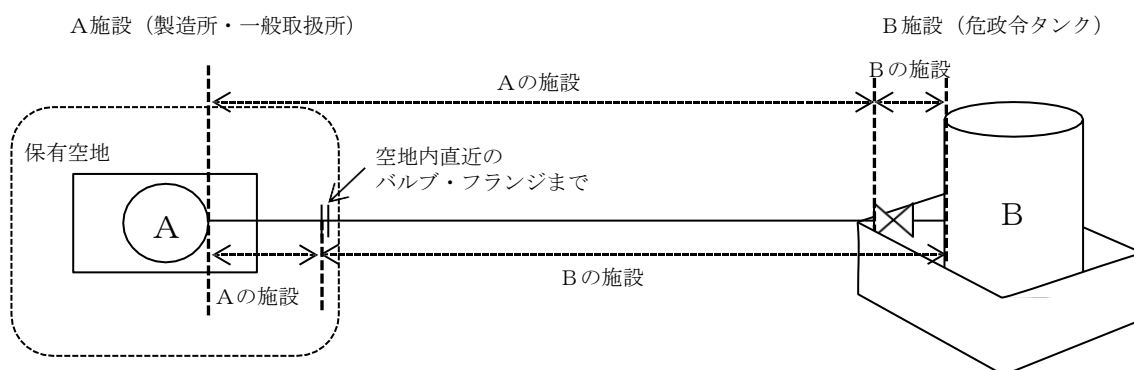 A施設（製造所・一般取扱所）
B施設（危政令タンク）
Bの施設
Aの施設
保有空地
空地内直近の
バルブ・フランジまで
A
B
Aの施設
Bの施設